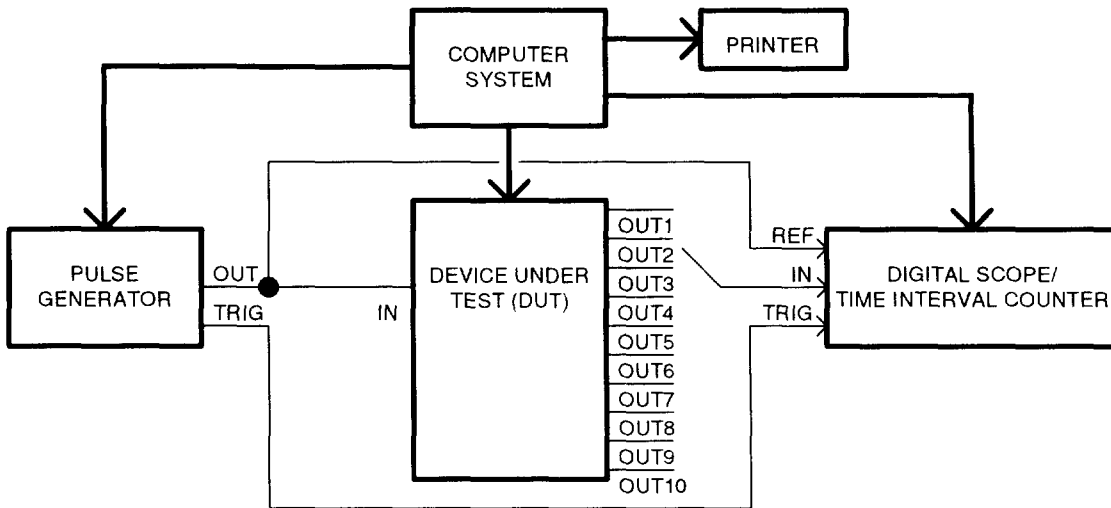 COMPUTER
SYSTEM
PRINTER
PULSE
GENERATOR
OUT
TRIG
IN
DEVICE UNDER
TEST (DUT)
OUT1
OUT2
OUT3
OUT4
OUT5
OUT6
OUT7
OUT8
OUT9
OUT10
REF
IN
TRIG
DIGITAL SCOPE/
TIME INTERVAL COUNTER